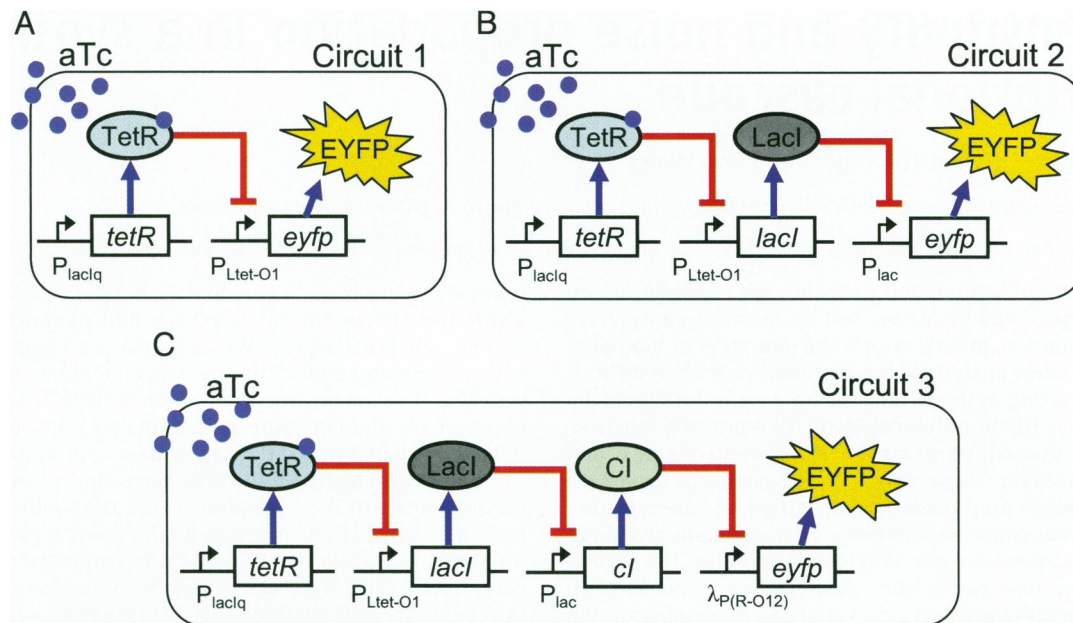 A
aTc
Circuit 1
TetR
EYFP
tetR
eyfp
PlacIq
PLtet-O1
B
aTc
Circuit 2
TetR
LacI
EYFP
tetR
lacI
eyfp
PlacIq
PLtet-O1
Plac
C
aTc
Circuit 3
TetR
LacI
CI
EYFP
tetR
lacI
cI
eyfp
PlacIq
PLtet-O1
Plac
λP(R-O12)